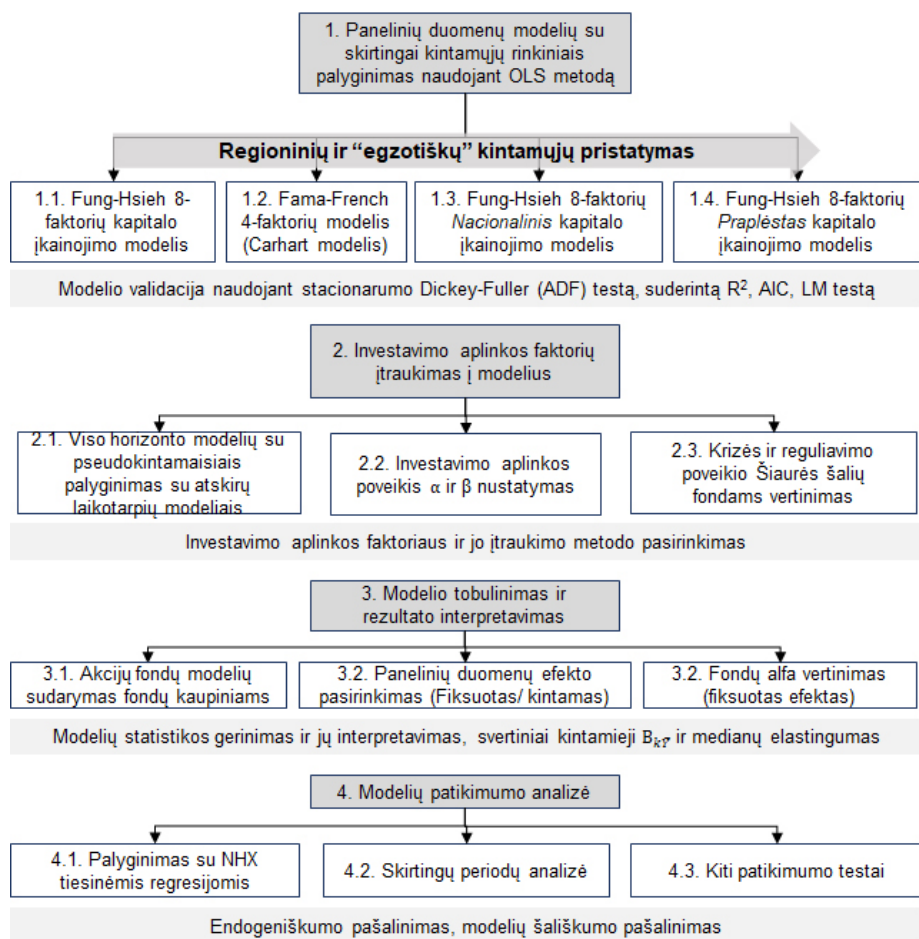 1. Panelinių duomenų modelių su
skirtingai kintamųjų rinkiniais
palyginimas naudojant OLS metodą
Regioninių ir “egzotiškų” kintamųjų pristatymas
1.1. Fung-Hsieh 8-
faktorių kapitalo
įkainojimo modelis
1.2. Fama-French
4-faktorių modelis
(Carhart modelis)
1.3. Fung-Hsieh 8-faktorių
Nacionalinis kapitalo
įkainojimo modelis
1.4. Fung-Hsieh 8-faktorių
Praplėstas kapitalo
įkainojimo modelis
Modelio validacija naudojant stacionarumo Dickey-Fuller (ADF) testą, suderintą R², AIC, LM testą
2. Investavimo aplinkos faktorių
įtraukimas į modelius
2.1. Viso horizonto modelių su
pseudokintamaisiais
palyginimas su atskirų
laikotarpių modeliais
2.2. Investavimo aplinkos
poveikis α ir β nustatymas
2.3. Krizės ir reguliavimo
poveikio Šiaurės šalių
fondams vertinimas
Investavimo aplinkos faktoriaus ir jo įtraukimo metodo pasirinkimas
3. Modelio tobulinimas ir
rezultato interpretavimas
3.1. Akcijų fondų modelių
sudarymas fondų kaupiniams
3.2. Panelinių duomenų efekto
pasirinkimas (Fiksuotas/ kintamas)
3.2. Fondų alfa vertinimas
(fiksuotas efektas)
Modelių statistikos gerinimas ir jų interpretavimas, svertiniai kintamieji ir medianų elastingumas
4. Modelių patikimumo analizė
4.1. Palyginimas su NHX
tiesinėmis regresijomis
4.2. Skirtingų periodų analizė
4.3. Kiti patikimumo testai
Endogeniškumo pašalinimas, modelių šališkumo pašalinimas